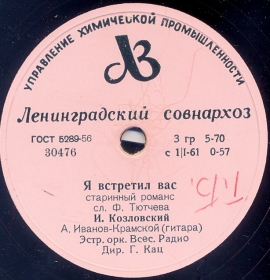 УПРАВЛЕНИЕ ХИМИЧЕСКОЙ ПРОМЫШЛЕННОСТИ
ЛЗ
Ленинградский совнархоз
ГОСТ 5289-56 3 гр 5-70
30476 с 1|I-61 0-57
Я встретил вас
старинный романс
сл. Ф. Тютчева
И. Козловский
А. Иванов-Крамской (гитара)
Эстр. орк. Всес. Радио
Дир. Г. Кац